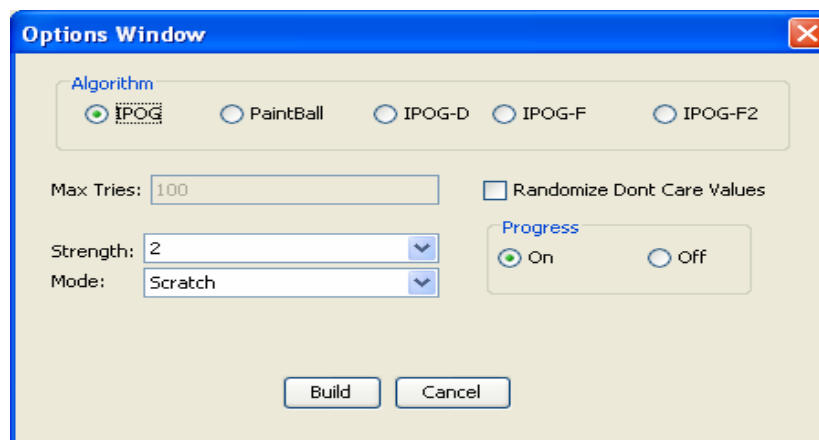 Options Window
Algorithm
IPOG PaintBall IPOG-D IPOG-F IPOG-F2
Max Tries: 100 Randomize Dont Care Values
Progress
Strength: 2 On Off
Mode: Scratch
Build Cancel